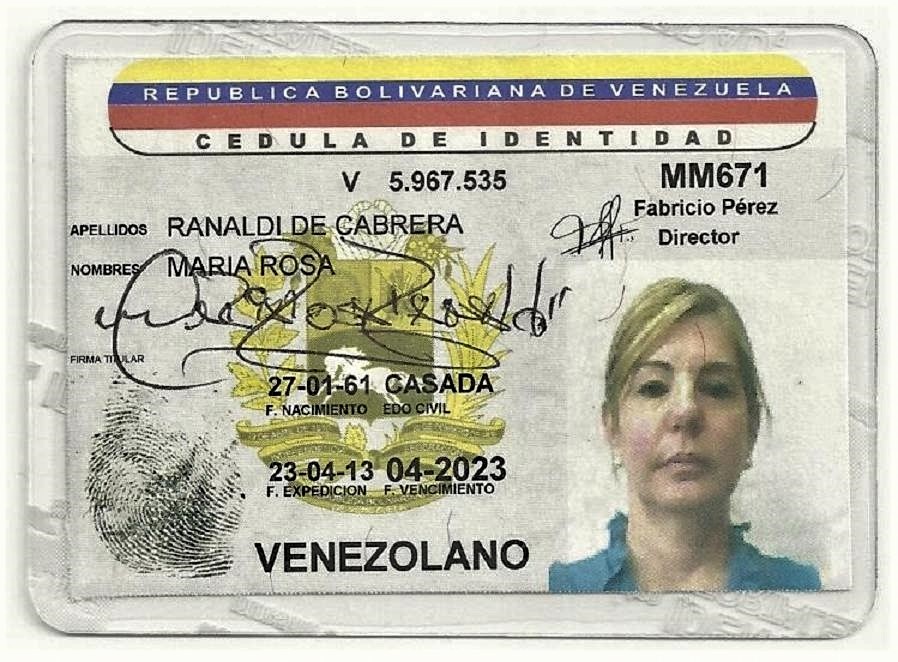 REPUBLICA BOLIVARIANA DE VENEZUELA
CEDULA DE IDENTIDAD
V 5.967.535
MM671
Fabricio Pérez
Director
APELLIDOS RANALDI DE CABRERA
NOMBRES MARIA ROSA
FIRMA TITULAR
27-01-61 CASADA
F. NACIMIENTO EDO CIVIL
23-04-13 04-2023
F. EXPEDICION F. VENCIMIENTO
VENEZOLANO